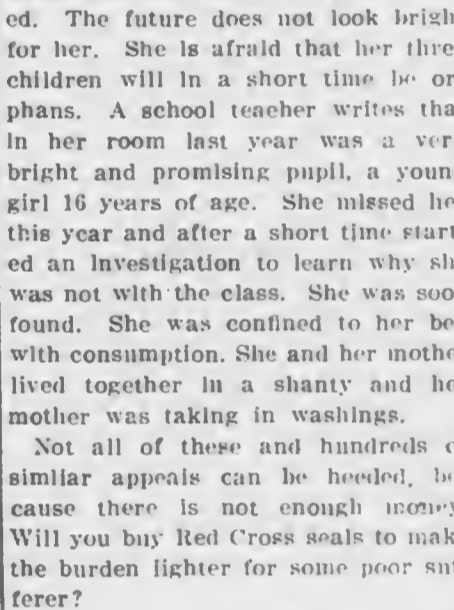 ed. The future does not look brigh
for her. She is afraid that her thre
children will in a short time be or
phans. A school teacher writes tha
in her room last year was a ver
bright and promising pupil, a youn
girl 16 years of age. She missed he
this year and after a short time start
ed an investigation to learn why sh
was not with the class. She was soo
found. She was confined to her be
with consumption. She and her mothe
lived together in a shanty and he
mother was taking in washings.
Not all of these and hundreds o
simliar appeals can be heeded, be
cause there is not enough money
Will you buy Red Cross seals to mak
the burden lighter for some poor suf
ferer?